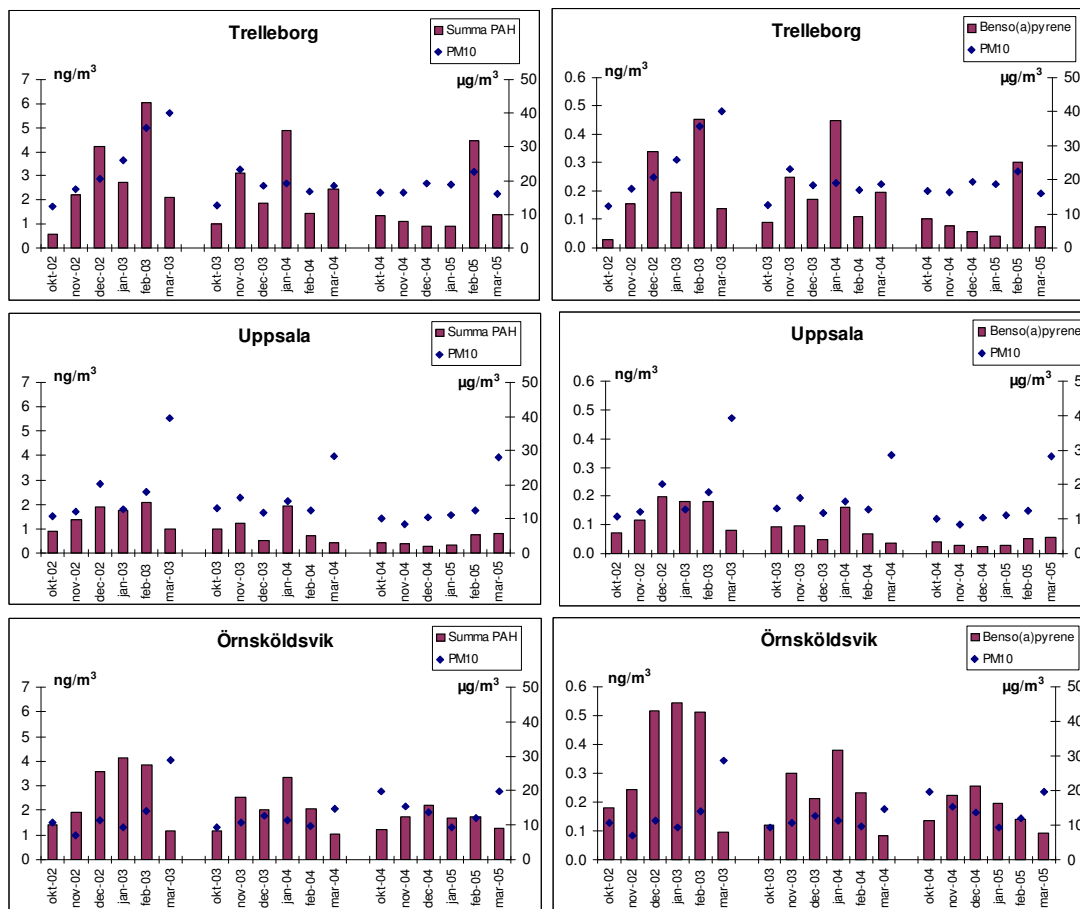 Trelleborg
Summa PAH
PM10
ng/m³
µg/m³
7
6
5
4
3
2
1
0
50
40
30
20
10
0
okt-02
nov-02
dec-02
jan-03
feb-03
mar-03
okt-03
nov-03
dec-03
jan-04
feb-04
mar-04
okt-04
nov-04
dec-04
jan-05
feb-05
mar-05
Trelleborg
Benso(a)pyrene
PM10
ng/m³
µg/m³
0.6
0.5
0.4
0.3
0.2
0.1
0.0
50
40
30
20
10
0
okt-02
nov-02
dec-02
jan-03
feb-03
mar-03
okt-03
nov-03
dec-03
jan-04
feb-04
mar-04
okt-04
nov-04
dec-04
jan-05
feb-05
mar-05
Uppsala
Summa PAH
PM10
ng/m³
µg/m³
7
6
5
4
3
2
1
0
50
40
30
20
10
0
okt-02
nov-02
dec-02
jan-03
feb-03
mar-03
okt-03
nov-03
dec-03
jan-04
feb-04
mar-04
okt-04
nov-04
dec-04
jan-05
feb-05
mar-05
Uppsala
Benso(a)pyrene
PM10
ng/m³
µg/m³
0.6
0.5
0.4
0.3
0.2
0.1
0.0
okt-02
nov-02
dec-02
jan-03
feb-03
mar-03
okt-03
nov-03
dec-03
jan-04
feb-04
mar-04
okt-04
nov-04
dec-04
jan-05
feb-05
mar-05
Örnsköldsvik
Summa PAH
PM10
ng/m³
µg/m³
7
6
5
4
3
2
1
0
50
40
30
20
10
0
okt-02
nov-02
dec-02
jan-03
feb-03
mar-03
okt-03
nov-03
dec-03
jan-04
feb-04
mar-04
okt-04
nov-04
dec-04
jan-05
feb-05
mar-05
Örnsköldsvik
Benso(a)pyrene
PM10
ng/m³
µg/m³
0.6
0.5
0.4
0.3
0.2
0.1
0.0
50
40
30
20
10
0
okt-02
nov-02
dec-02
jan-03
feb-03
mar-03
okt-03
nov-03
dec-03
jan-04
feb-04
mar-04
okt-04
nov-04
dec-04
jan-05
feb-05
mar-05